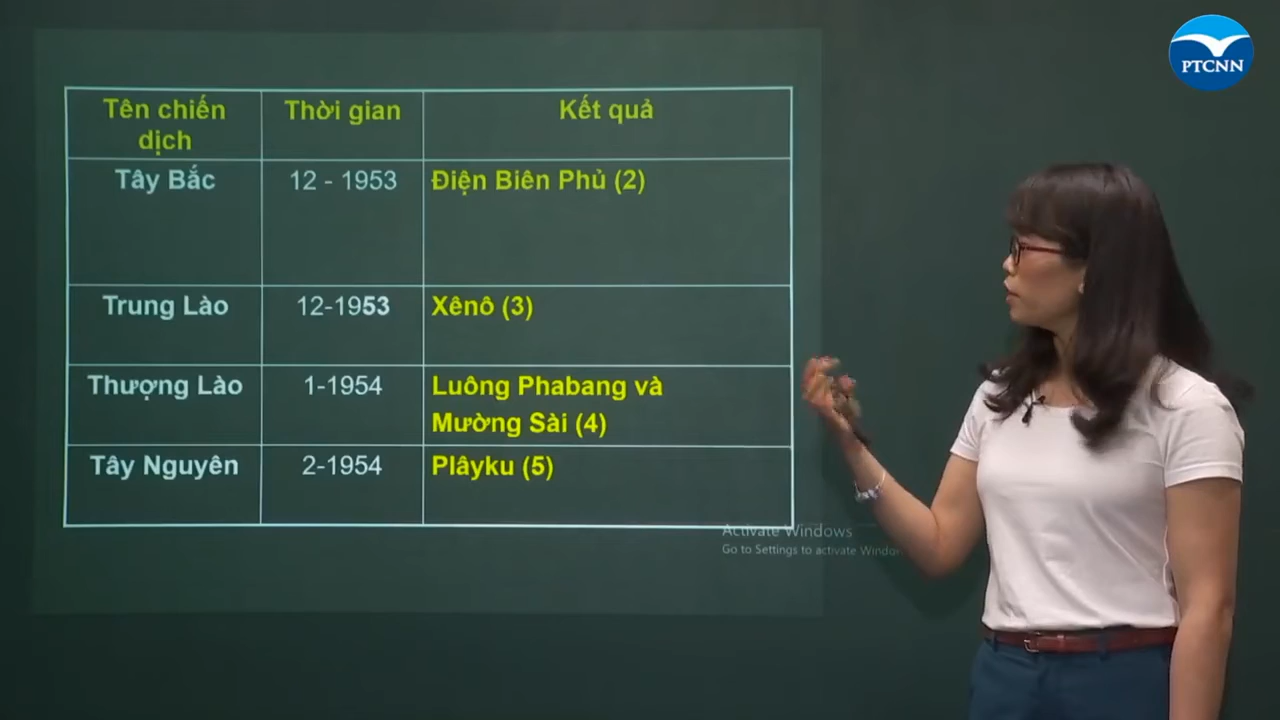 PTCNN
Tên chiến
dịch
Thời gian
Kết quả
Tây Bắc
12 - 1953
Điện Biên Phủ (2)
Trung Lào
12-1953
Xênô (3)
Thượng Lào
1-1954
Luông Phabang và
Mường Sài (4)
Tây Nguyên
2-1954
Plâyku (5)
Activate Windows
Go to Settings to activate Windo